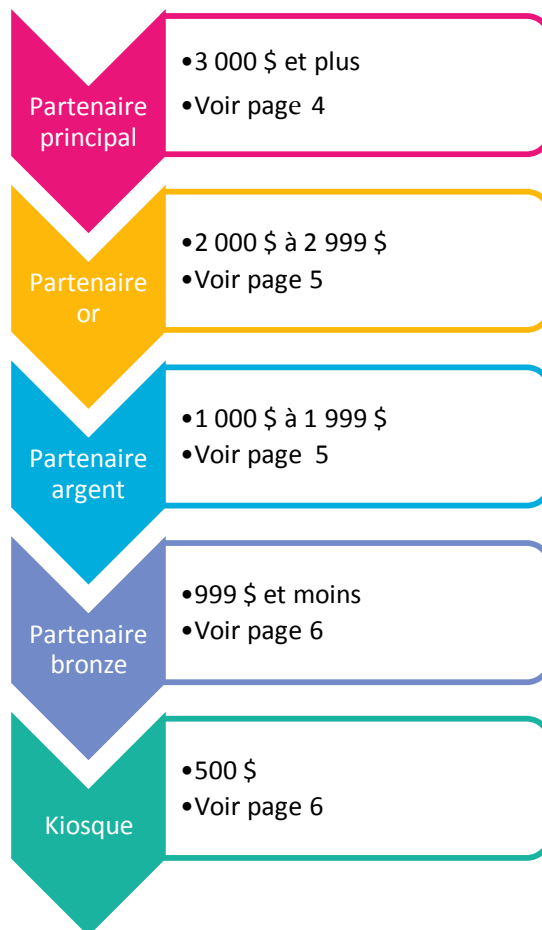 Partenaire
principal
•3 000 $ et plus
•Voir page 4
Partenaire
or
•2 000 $ à 2 999 $
•Voir page 5
Partenaire
argent
•1 000 $ à 1 999 $
•Voir page 5
Partenaire
bronze
•999 $ et moins
•Voir page 6
Kiosque
•500 $
•Voir page 6